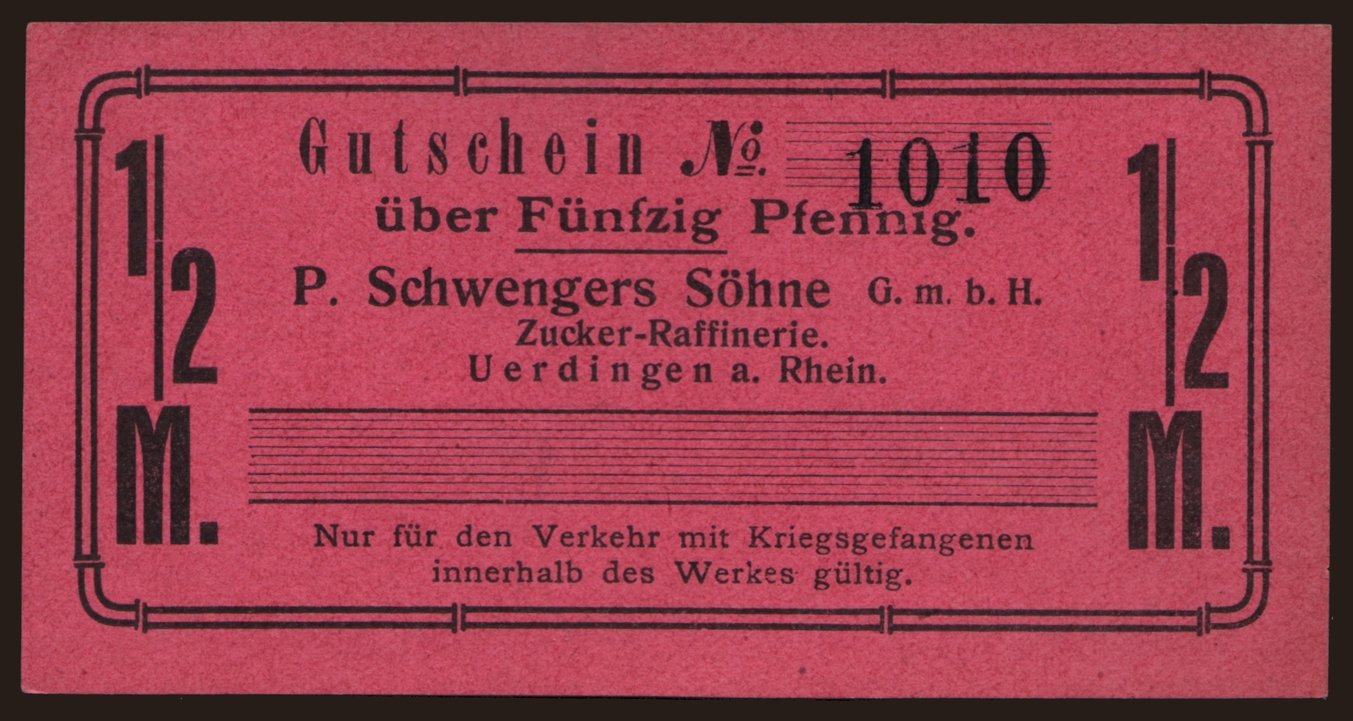 Gutschein No. 1010
über Fünfzig Pfennig.
P. Schwengers Söhne G. m. b. H.
Zucker-Raffinerie.
Uerdingen a. Rhein.
1/2 M.
1/2 M.
Nur für den Verkehr mit Kriegsgefangenen
innerhalb des Werkes gültig.